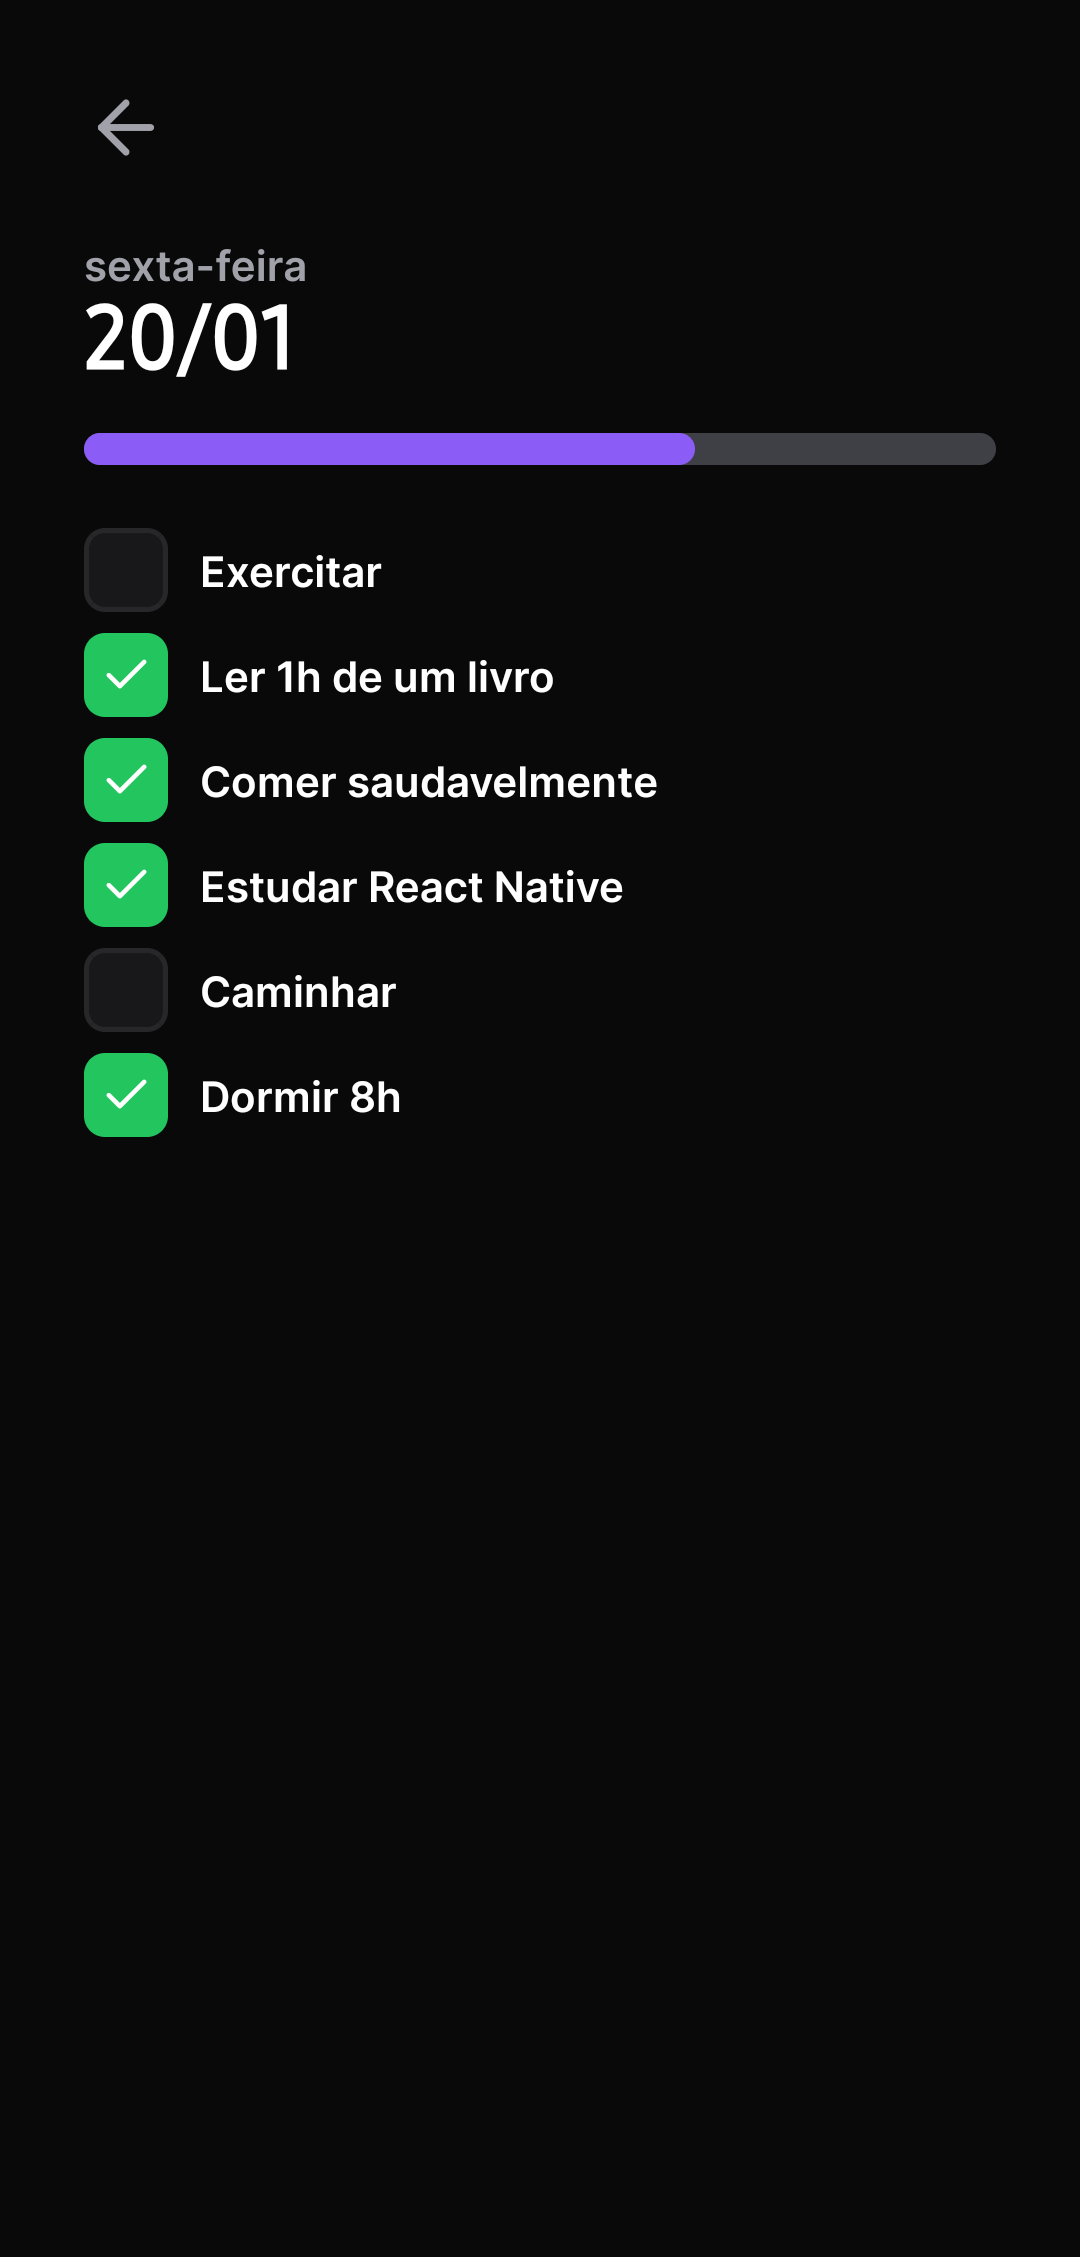 sexta-feira
20/01
Exercitar
Ler 1h de um livro
Comer saudavelmente
Estudar React Native
Caminhar
Dormir 8h